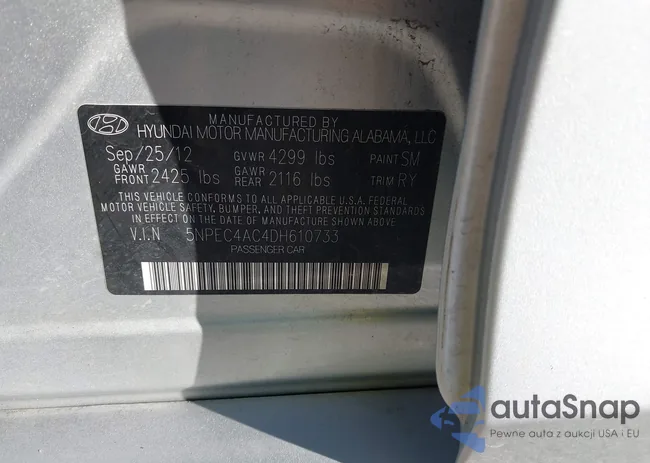 MANUFACTURED BY
HYUNDAI MOTOR MANUFACTURING ALABAMA, LLC
Sep/25/12 GVWR 4299 lbs PAINT SM
GAWR FRONT 2425 lbs GAWR REAR 2116 lbs TRIM RY
THIS VEHICLE CONFORMS TO ALL APPLICABLE U.S.A. FEDERAL
MOTOR VEHICLE SAFETY, BUMPER, AND THEFT PREVENTION STANDARDS
IN EFFECT ON THE DATE OF MANUFACTURE SHOWN ABOVE
V.I.N 5NPEC4AC4DH610733
PASSENGER CAR
autaSnap
Pewne auta z aukcji USA i EU